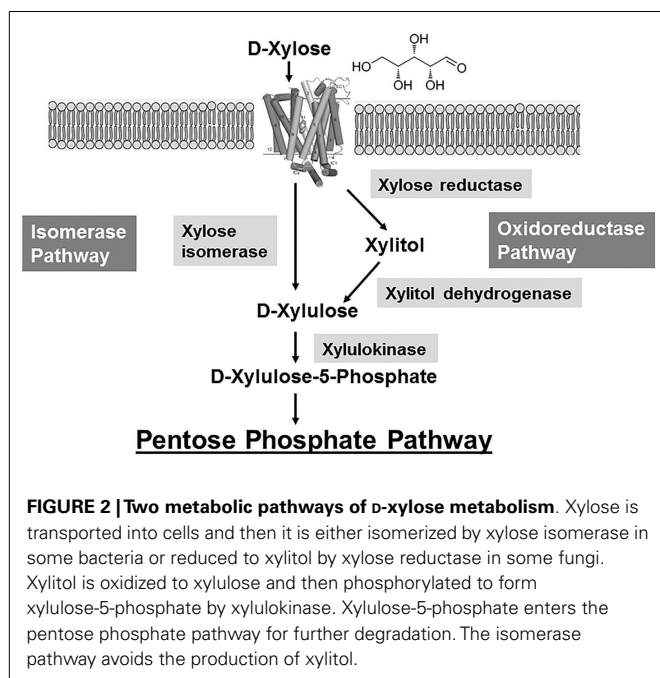 D-Xylose
OH
HO
O
OH
OH
Xylose reductase
Isomerase
Pathway
Xylose
isomerase
Xylitol
Oxidoreductase
Pathway
Xylitol dehydrogenase
D-Xylulose
Xylulokinase
D-Xylulose-5-Phosphate
Pentose Phosphate Pathway
FIGURE 2 | Two metabolic pathways of D-xylose metabolism. Xylose is
transported into cells and then it is either isomerized by xylose isomerase in
some bacteria or reduced to xylitol by xylose reductase in some fungi.
Xylitol is oxidized to xylulose and then phosphorylated to form
xylulose-5-phosphate by xylulokinase. Xylulose-5-phosphate enters the
pentose phosphate pathway for further degradation. The isomerase
pathway avoids the production of xylitol.